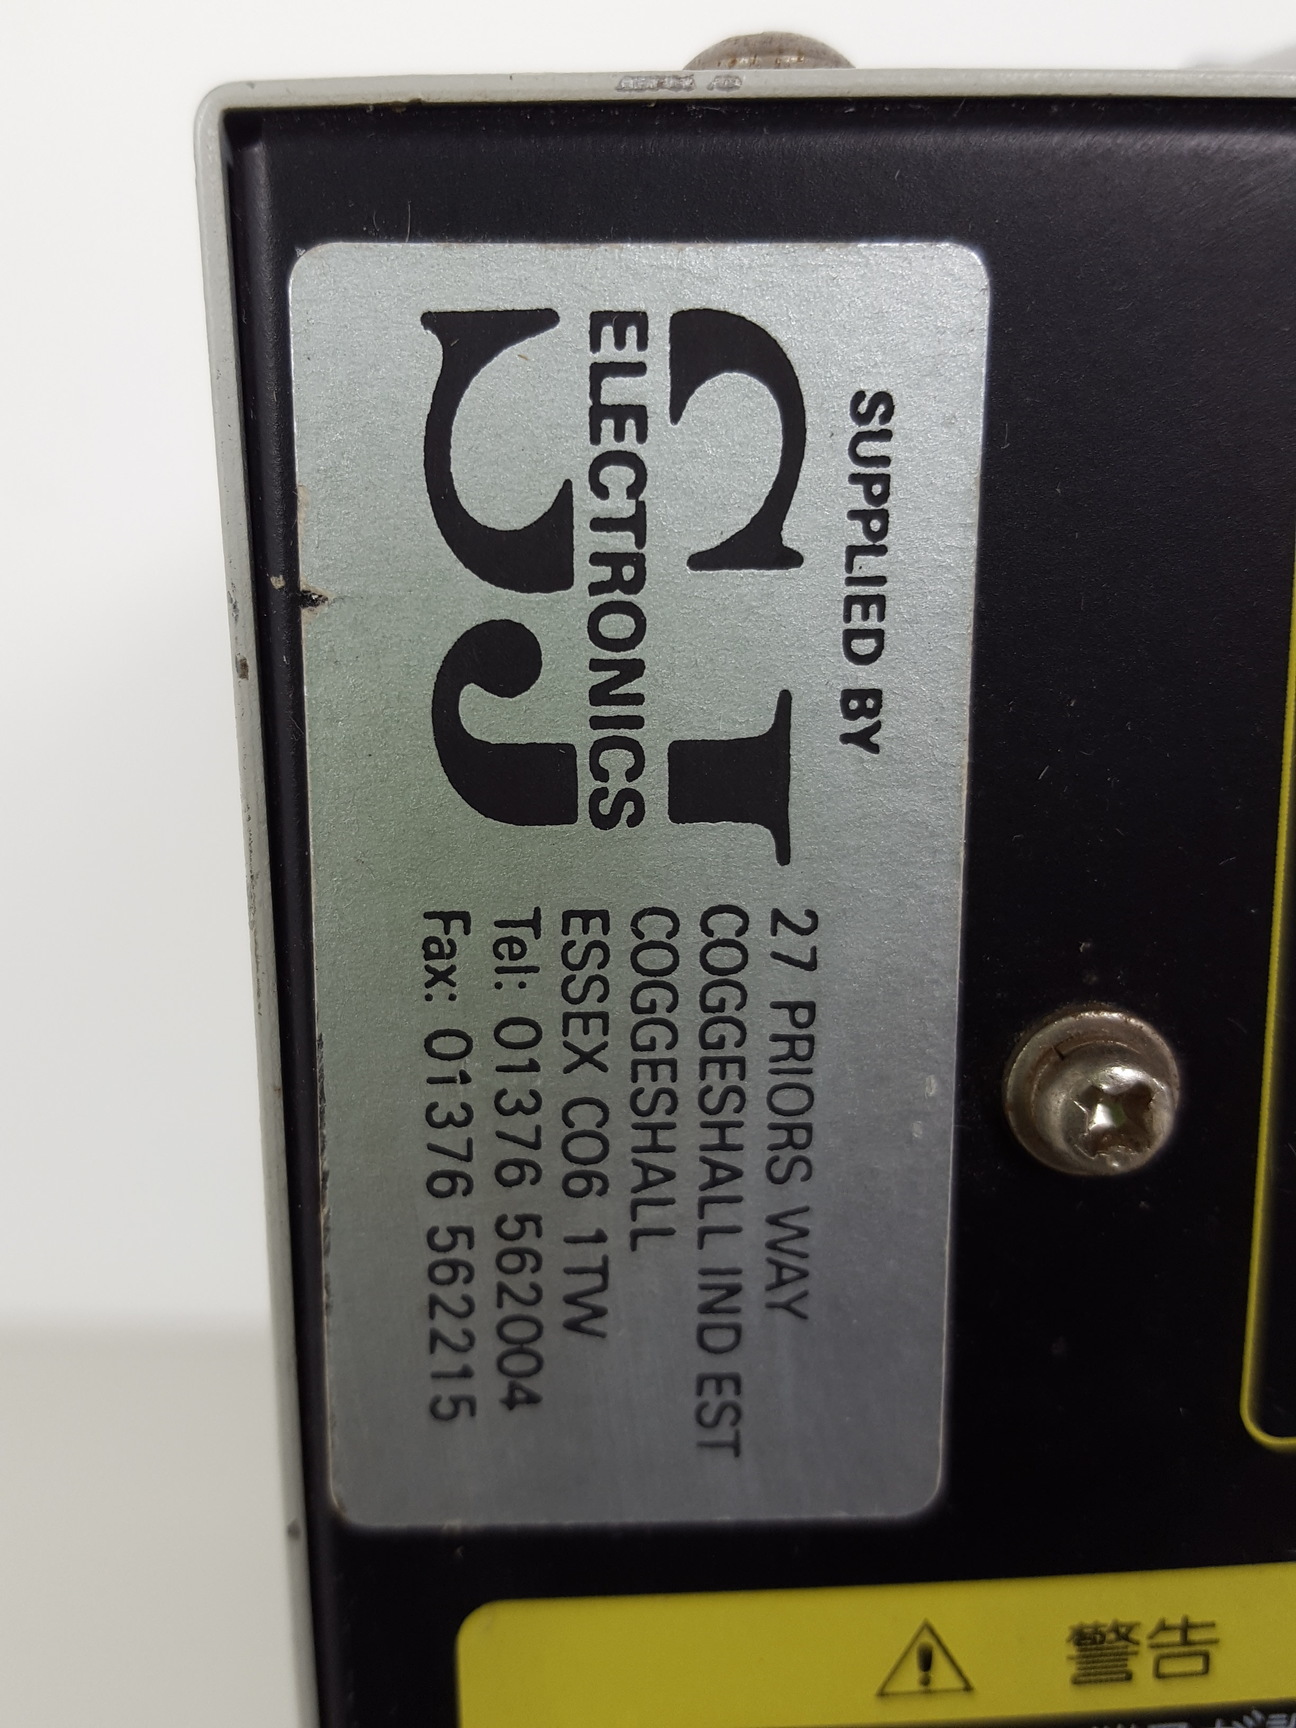 SUPPLIED BY
SJ
ELECTRONICS
27 PRIORS WAY
COGGESHALL IND EST
COGGESHALL
ESSEX CO6 1TW
Tel: 01376 562004
Fax: 01376 562215
警告